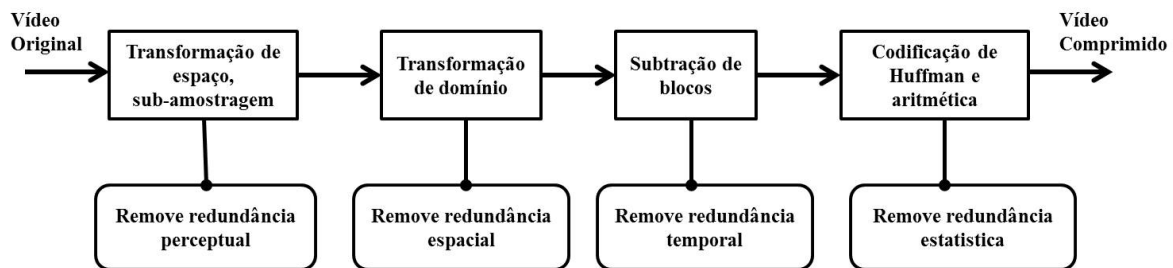 Vídeo
Original
Transformação de
espaço,
sub-amostragem
Transformação
de domínio
Subtração de
blocos
Codificação de
Huffman e
aritmética
Vídeo
Comprimido
Remove redundância
perceptual
Remove redundância
espacial
Remove redundância
temporal
Remove redundância
estatistica